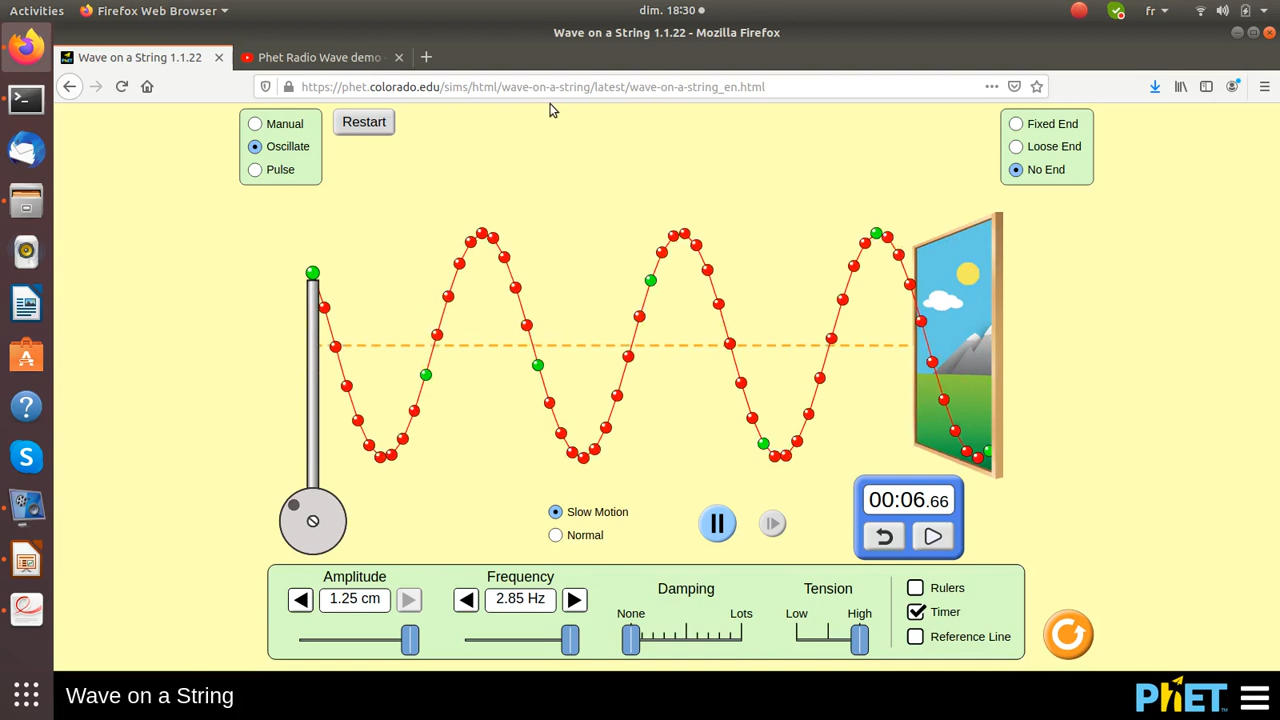 Activities
Firefox Web Browser
dim. 18:30
fr
Wave on a String 1.1.22 - Mozilla Firefox
Wave on a String 1.1.22
Phet Radio Wave demo
https://phet.colorado.edu/sims/html/wave-on-a-string/latest/wave-on-a-string_en.html
Manual
Oscillate
Pulse
Restart
Fixed End
Loose End
No End
Slow Motion
Normal
00:06.66
Amplitude
1.25 cm
Frequency
2.85 Hz
Damping
None
Lots
Tension
Low
High
Rulers
Timer
Reference Line
Wave on a String
PhET